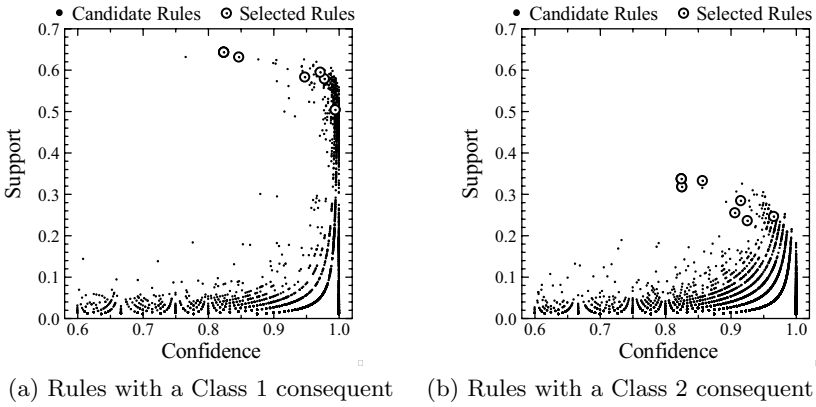 Candidate Rules Selected Rules
0.7
0.6
0.5
0.4
0.3
0.2
0.1
0.0
Support
0.6 0.7 0.8 0.9 1.0
Confidence
(a) Rules with a Class 1 consequent
Candidate Rules Selected Rules
0.7
0.6
0.5
0.4
0.3
0.2
0.1
0.0
Support
0.6 0.7 0.8 0.9 1.0
Confidence
(b) Rules with a Class 2 consequent